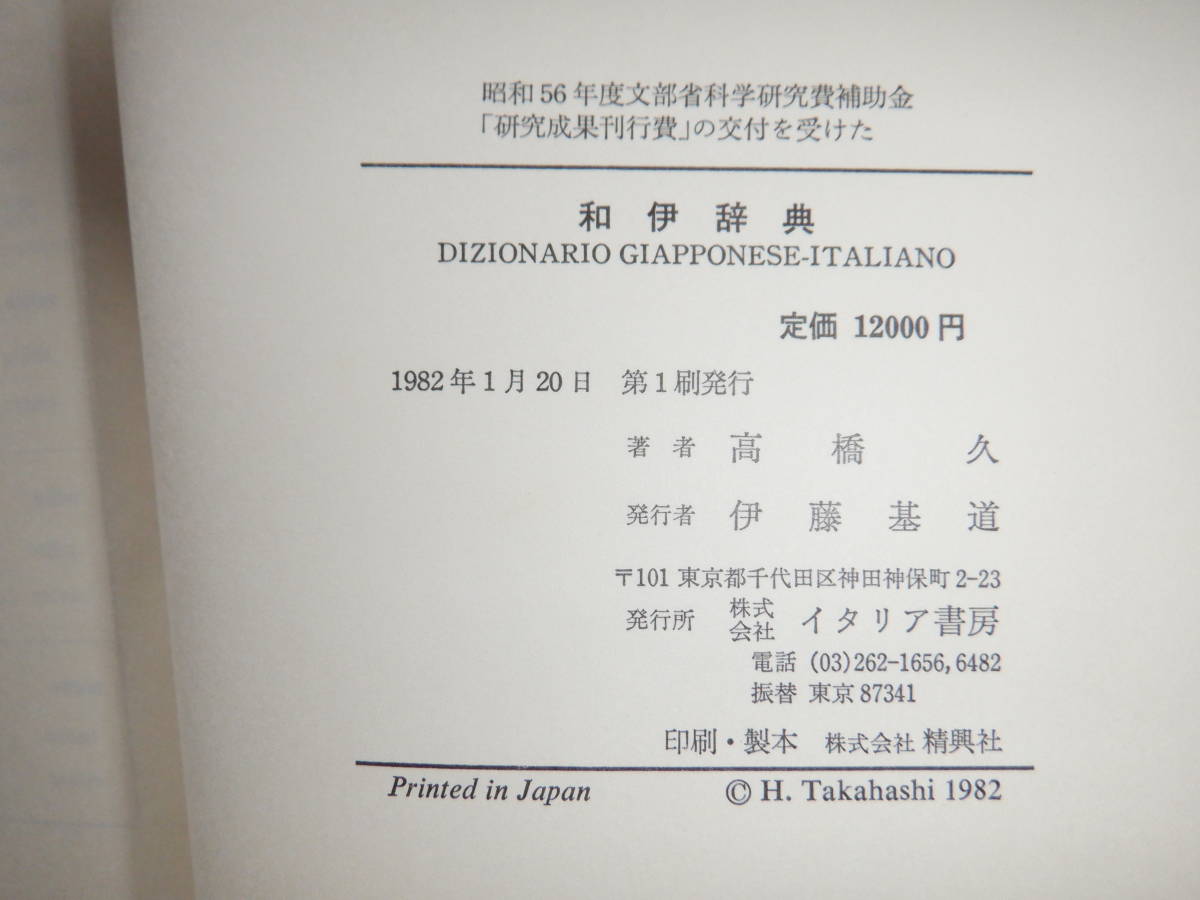 昭和56年度文部省科学研究費補助金
「研究成果刊行費」の交付を受けた
和伊辞典
DIZIONARIO GIAPPONESE-ITALIANO
定価 12000円
1982年1月20日 第1刷発行
著者 高橋久
発行者 伊藤基道
〒101 東京都千代田区神田神保町2-23
発行所 株式会社 イタリア書房
電話 (03)262-1656,6482
振替 東京87341
印刷・製本 株式会社 精興社
Printed in Japan © H. Takahashi 1982